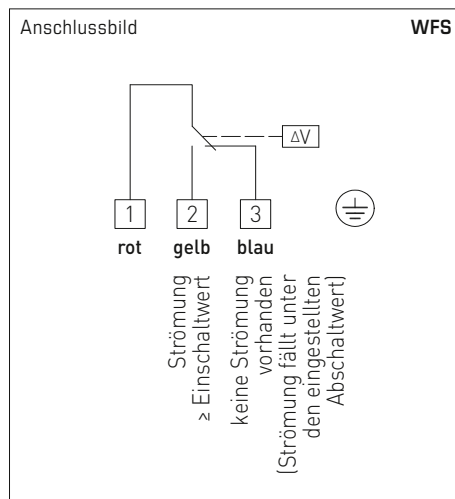 Anschlussbild
WFS
ΔV
1
2
3
rot
gelb
blau
Strömung
≥ Einschaltwert
keine Strömung
vorhanden
(Strömung fällt unter
den eingestellten
Abschaltwert)